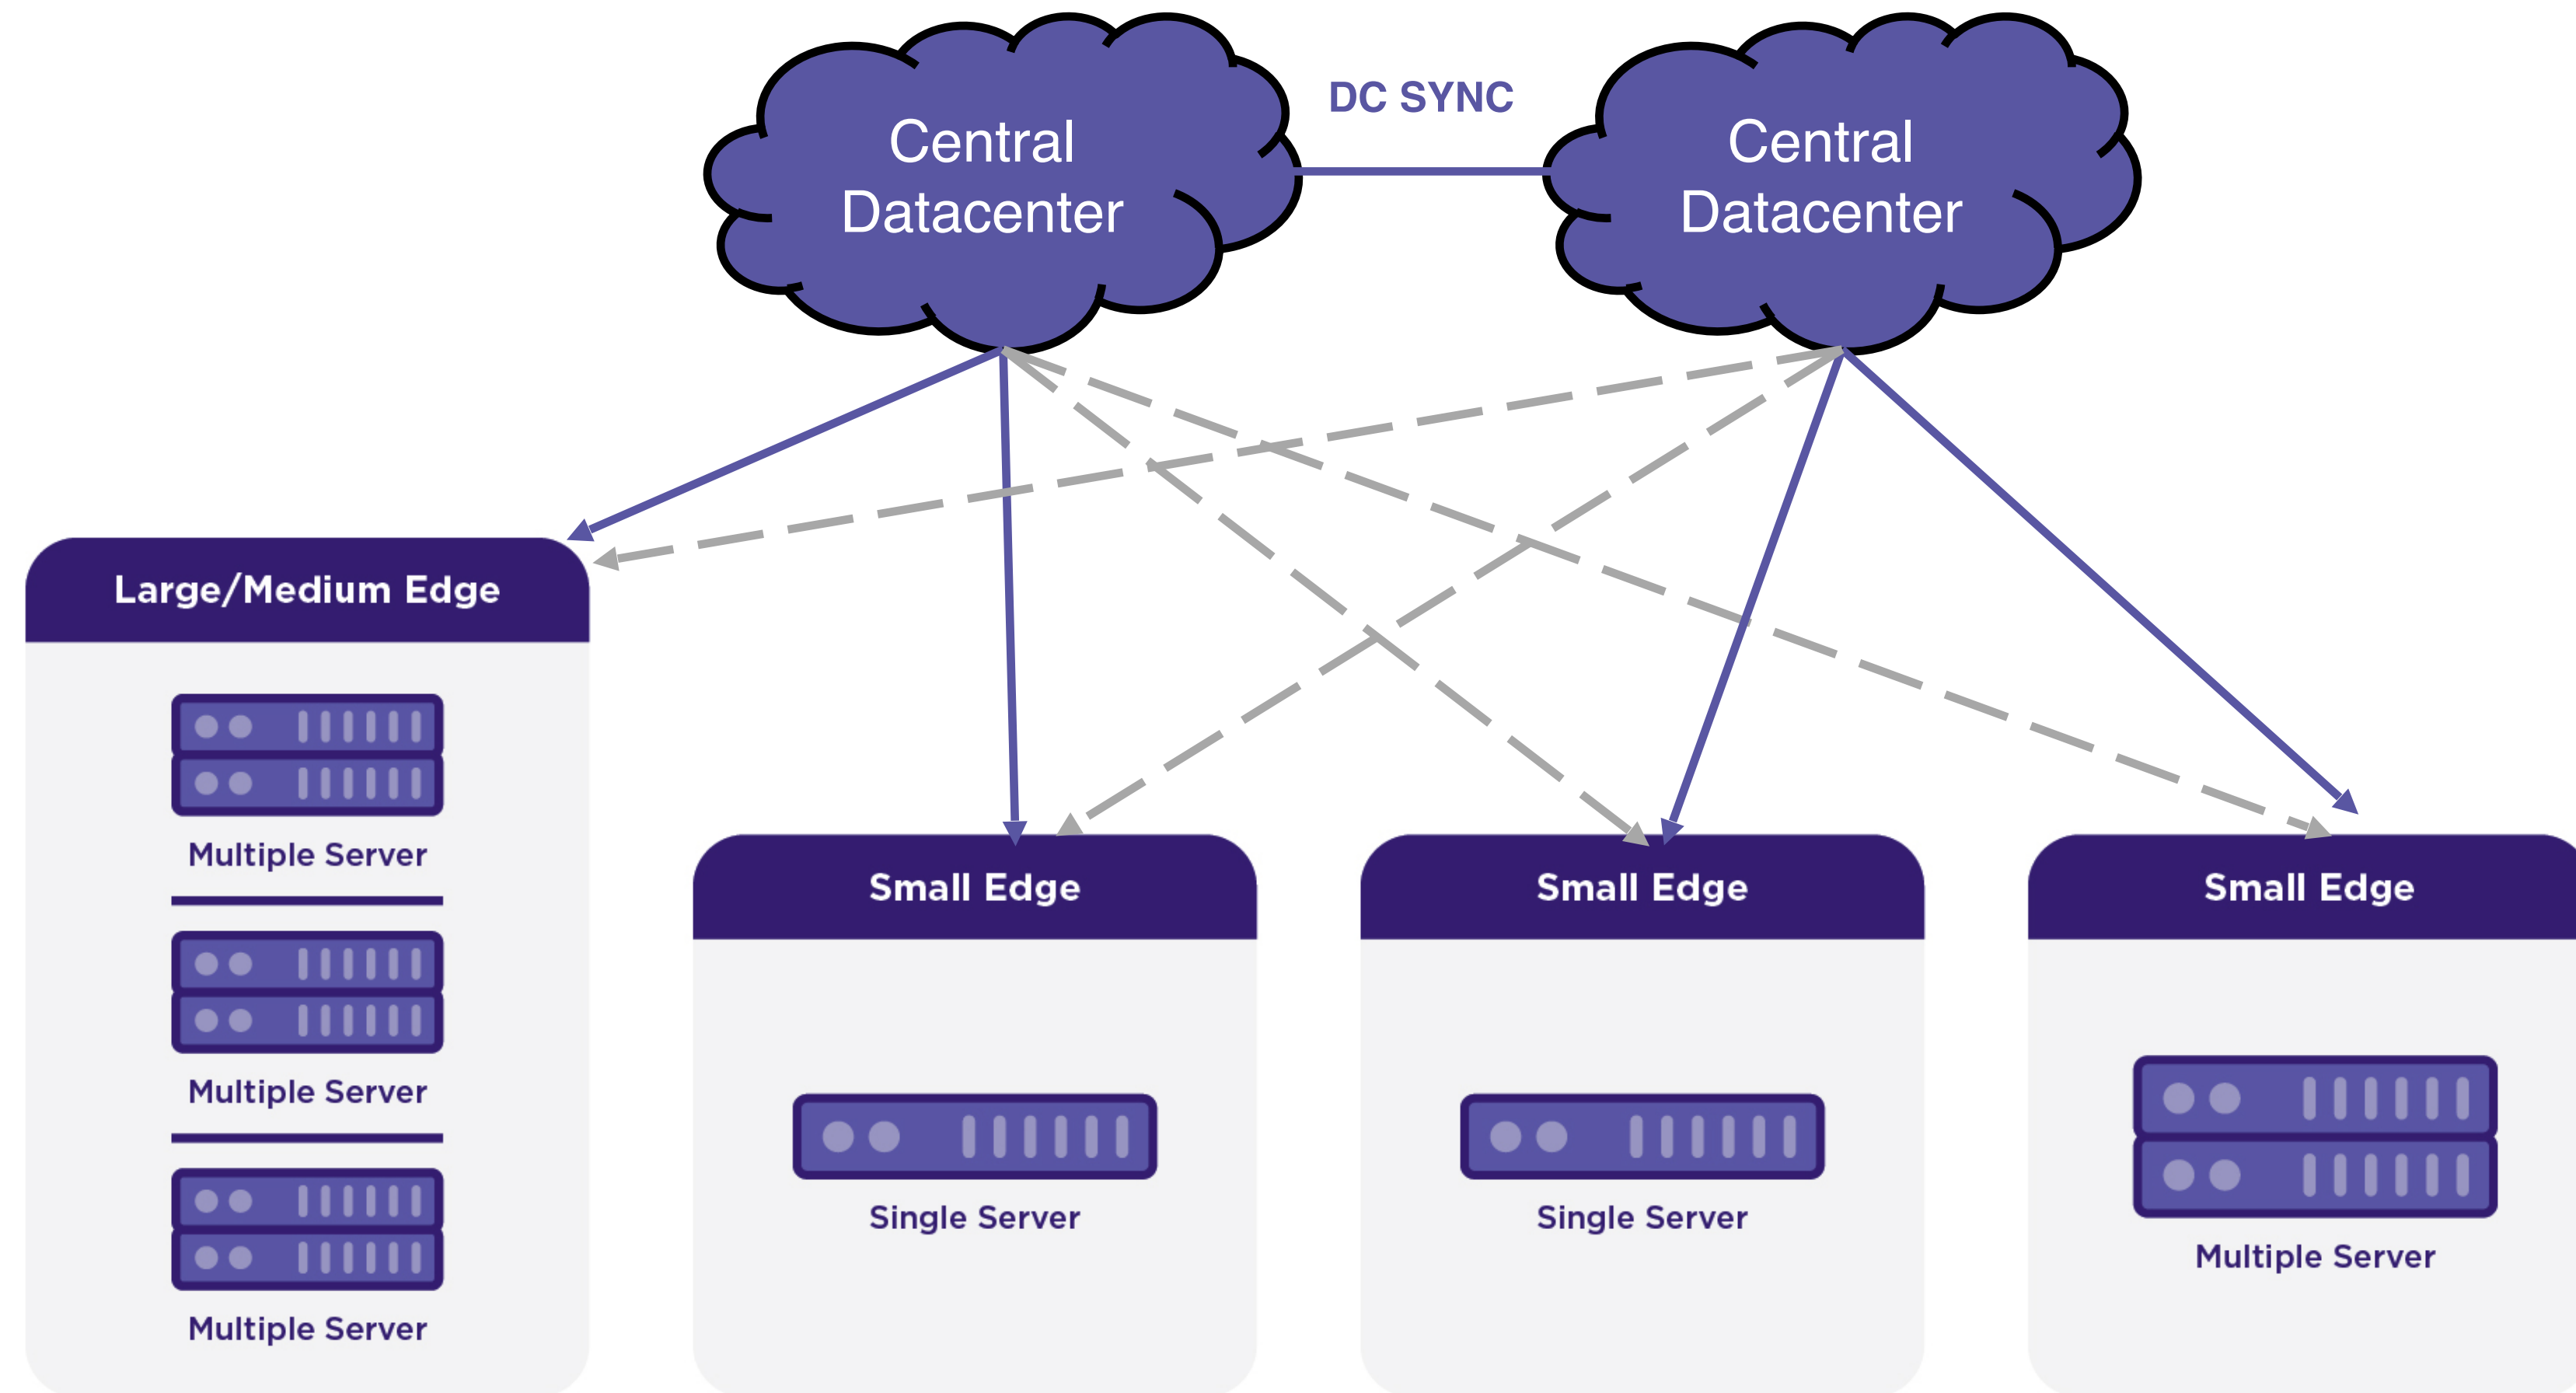 DC SYNC
Central
Datacenter
Central
Datacenter
Large/Medium Edge
Multiple Server
Multiple Server
Multiple Server
Small Edge
Single Server
Small Edge
Single Server
Small Edge
Multiple Server